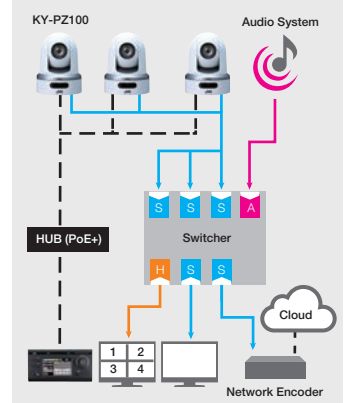 KY-PZ100
Audio System
S S S A
HUB (PoE+)
Switcher
H S S
Cloud
1 2
3 4
Network Encoder